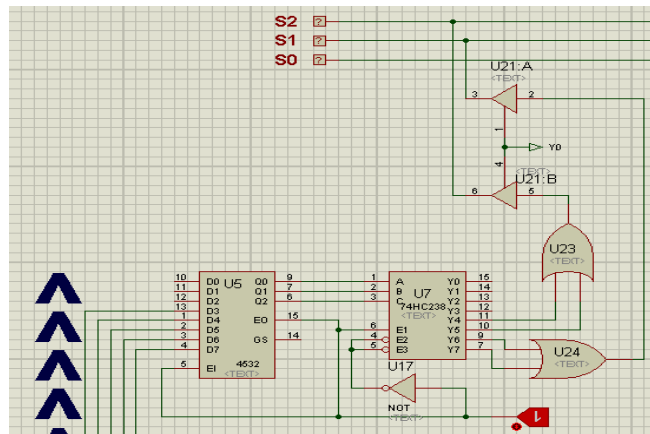 S2 ?
S1 ?
S0 ?
U21:A
<TEXT>
3 2
1
Y0
4
<TEXT>
U21:B
6 5
U23
<TEXT>
10 D0 U5 Q0 9
11 D1 Q1 7
12 D2 Q2 6
13 D3
1 D4 EO 15
2 D5
3 D6 GS 14
4 D7
5 EI 4532
<TEXT>
1 A U7 Y0 15
2 B Y1 14
3 C 74HC238 Y2 13
<TEXT> Y3 12
Y4 11
6 E1 Y5 10
4 E2 Y6 9
5 E3 Y7 7
U24
<TEXT>
U17
NOT
<TEXT>
1